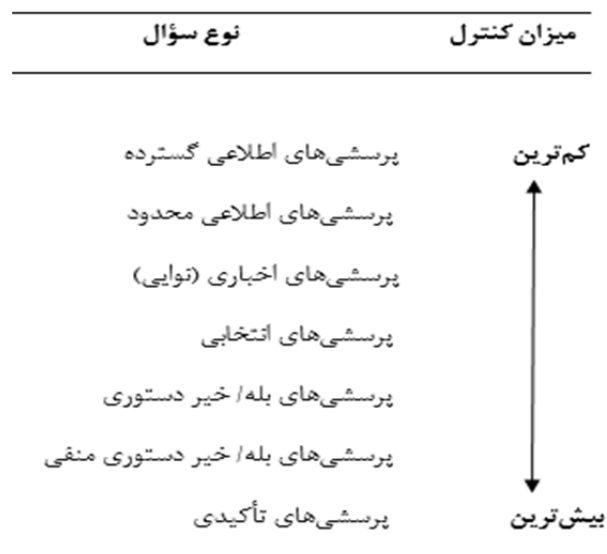 میزان کنترل نوع سؤال
کم‌ترین پرسشی‌های اطلاعی گسترده
پرسشی‌های اطلاعی محدود
پرسشی‌های اخباری (نوایی)
پرسشی‌های انتخابی
پرسشی‌های بله/ خیر دستوری
پرسشی‌های بله/ خیر دستوری منفی
بیش‌ترین پرسشی‌های تأکیدی